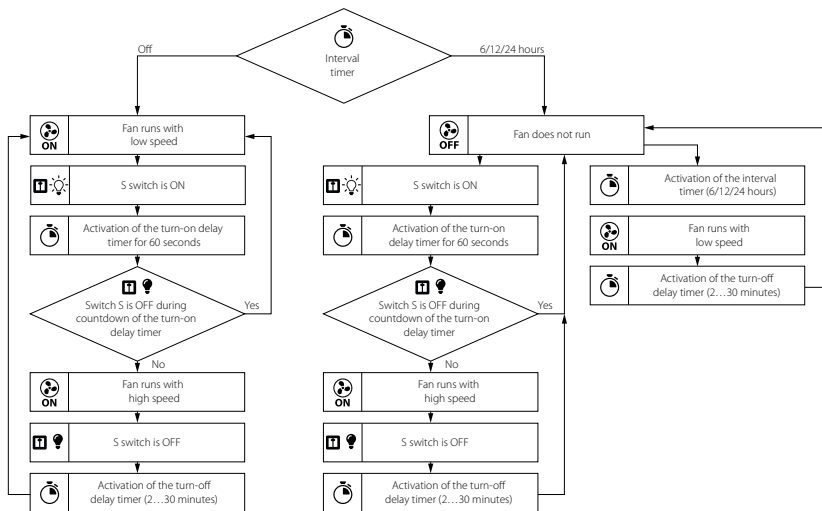 Interval
timer
Off
6/12/24 hours
ON
Fan runs with
low speed
S switch is ON
Activation of the turn-on delay
timer for 60 seconds
Switch S is OFF during
countdown of the turn-on
delay timer
Yes
No
ON
Fan runs with
high speed
S switch is OFF
Activation of the turn-off
delay timer (2…30 minutes)
OFF
Fan does not run
S switch is ON
Activation of the turn-on
delay timer for 60 seconds
Switch S is OFF during
countdown of the turn-on
delay timer
Yes
No
ON
Fan runs with
high speed
S switch is OFF
Activation of the turn-off
delay timer (2…30 minutes)
Activation of the interval
timer (6/12/24 hours)
ON
Fan runs with
low speed
Activation of the turn-off
delay timer (2…30 minutes)